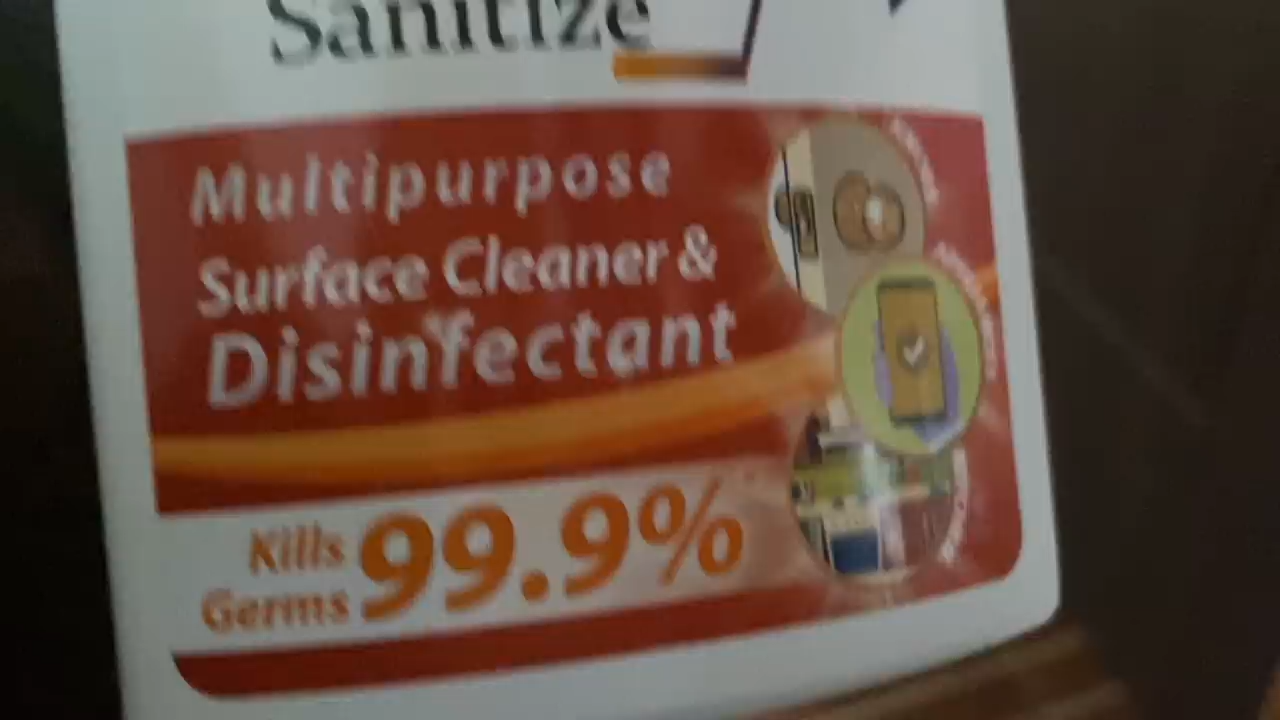 Sanitize
Multipurpose
Surface Cleaner &
Disinfectant
Kills
Germs 99.9%